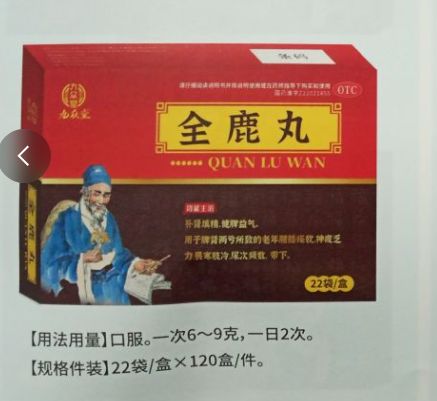 OTC
全鹿丸
QUAN LU WAN
功能主治
补肾填精,健脾益气。
用于脾肾两亏所致的老年腰膝痠软,神疲乏
力,畏寒肢冷,尿次频数,带下。
22袋/盒
全鹿丸
【用法用量】口服。一次6～9克,一日2次。
【规格件装】22袋/盒×120盒/件。